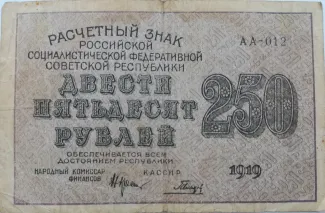 РАСЧЕТНЫЙ ЗНАК
РОССИЙСКОЙ
СОЦИАЛИСТИЧЕСКОЙ ФЕДЕРАТИВНОЙ
СОВЕТСКОЙ РЕСПУБЛИКИ
АА-012
ДВЕСТИ
ПЯТЬДЕСЯТ
РУБЛЕЙ
250
ОБЕСПЕЧИВАЕТСЯ ВСЕМ
ДОСТОЯНИЕМ РЕСПУБЛИКИ
1919
НАРОДНЫЙ КОМИССАР
ФИНАНСОВ
КАССИР